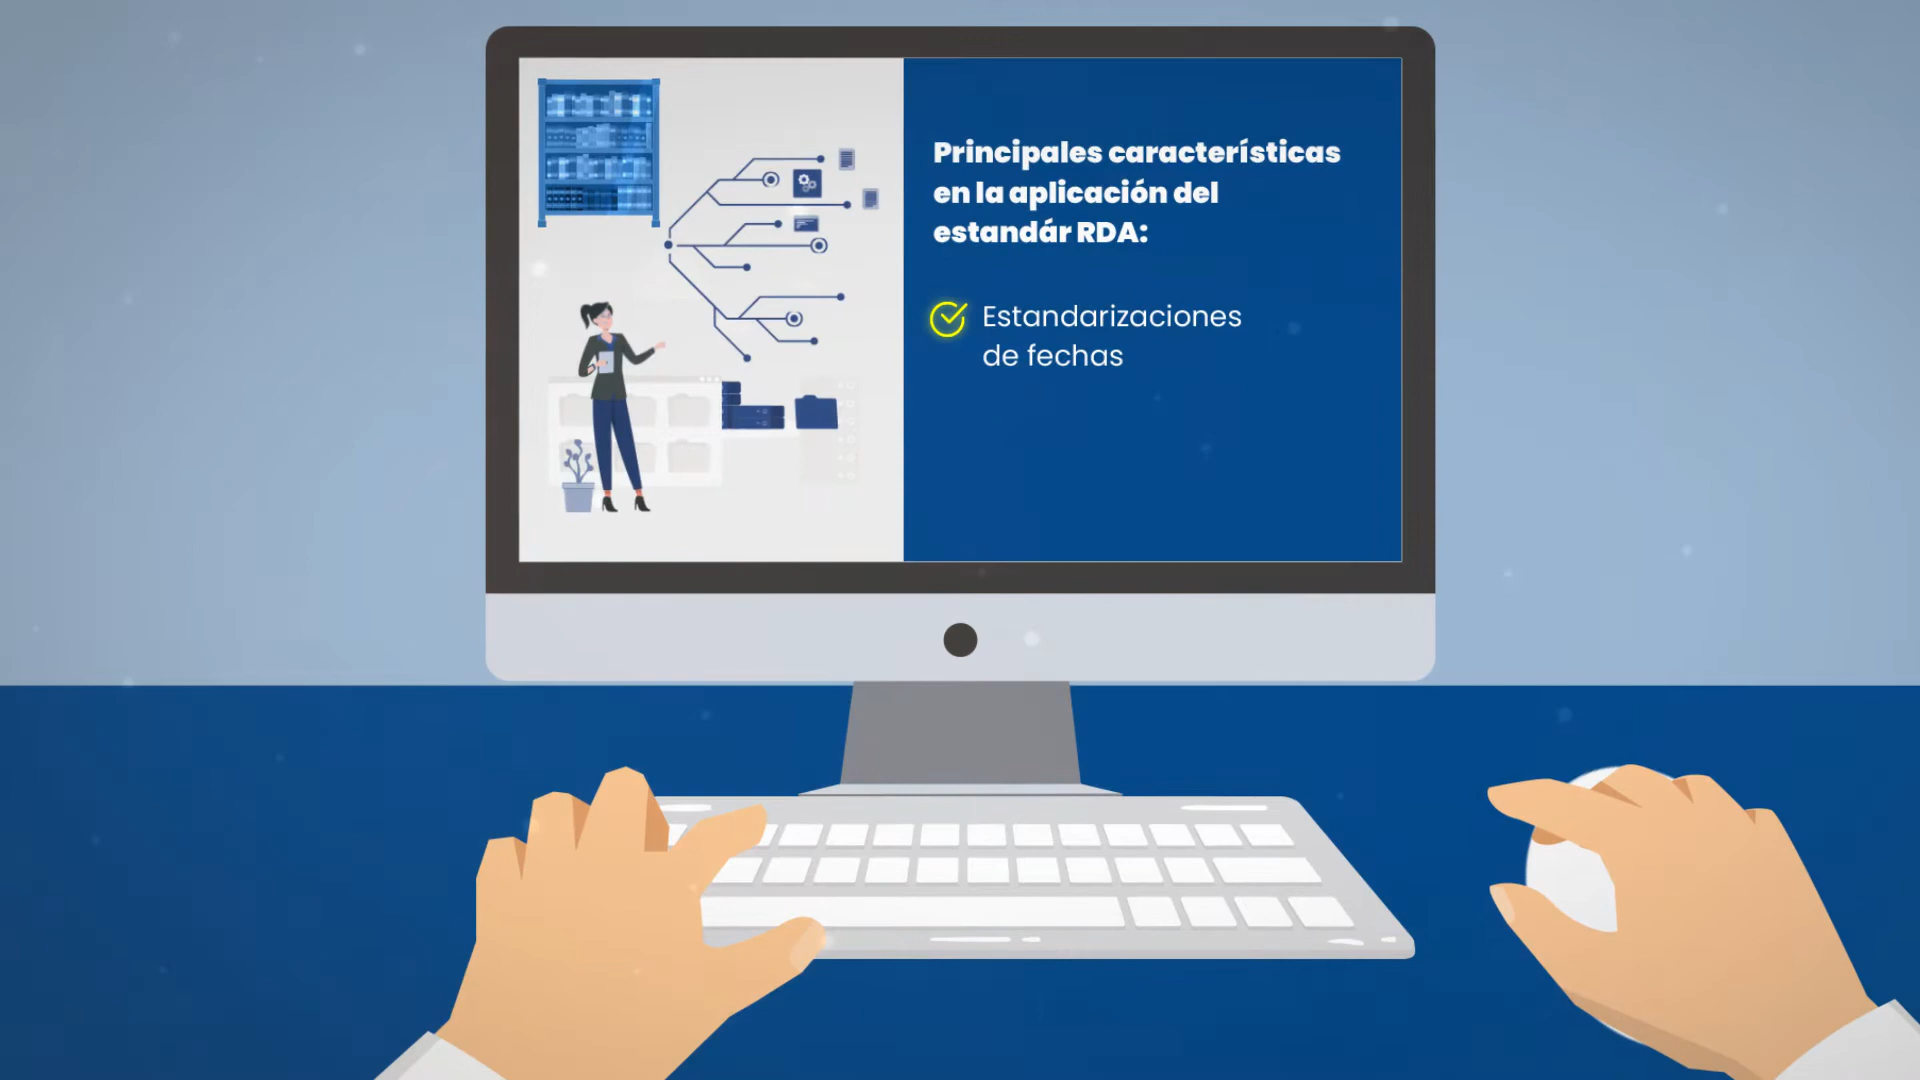 Principales características
en la aplicación del
estandár RDA:
Estandarizaciones
de fechas